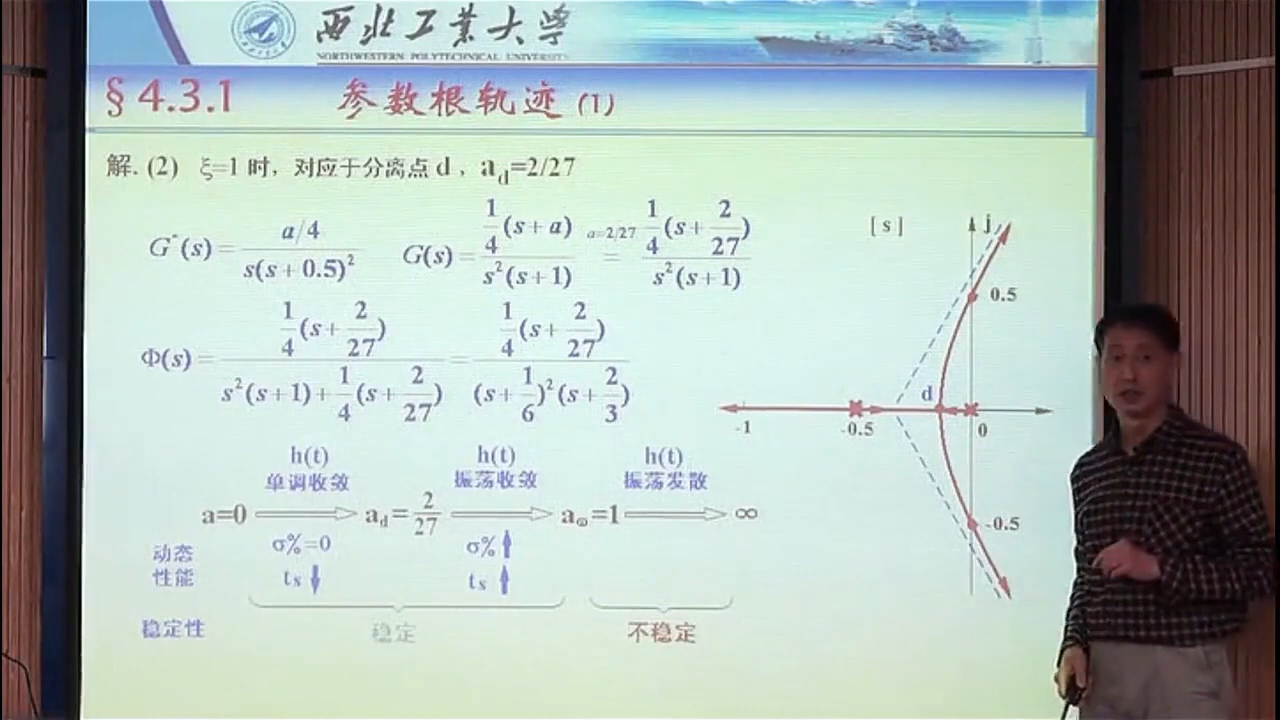 西北工业大学
NORTHWESTERN POLYTECHNICAL UNIVERSITY
§4.3.1 参数根轨迹 (1)
解. (2) ξ=1 时，对应于分离点 d，a_d=2/27
G*(s) = (a/4) / (s(s+0.5)²) G(s) = (1/4 (s+a)) / (s²(s+1)) a=2/27 = (1/4 (s+2/27)) / (s²(s+1))
Φ(s) = (1/4 (s+2/27)) / (s²(s+1)+1/4 (s+2/27)) = (1/4 (s+2/27)) / ((s+1/6)²(s+2/3))
[s] j
0.5
d
-1 -0.5 0
-0.5
h(t) h(t) h(t)
单调收敛 振荡收敛 振荡发散
a=0 ⇒ a_d=2/27 ⇒ a_ω=1 ⇒ ∞
动态性能
σ%=0 σ%↑
ts↓ ts↑
稳定性 稳定 不稳定